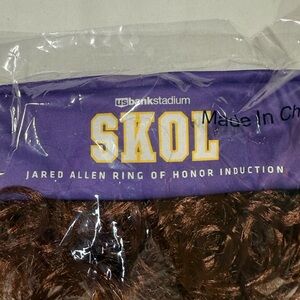 usbankstadium
SKOL
Made In Ch
JARED ALLEN RING OF HONOR INDUCTION